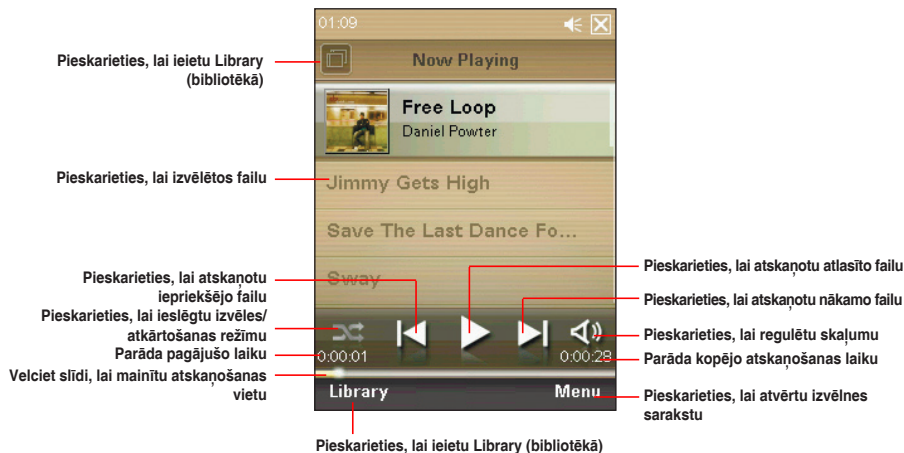 01:09
Now Playing
Free Loop
Daniel Powter
Jimmy Gets High
Save The Last Dance Fo...
Sway
0:00:01
0:00:28
Library
Menu
Pieskarieties, lai ieietu Library
(bibliotēkā)
Pieskarieties, lai izvēlētos failu
Pieskarieties, lai atskaņotu
iepriekšējo failu
Pieskarieties, lai ieslēgtu izvēles/
atkārtošanas režīmu
Parāda pagājušo laiku
Velciet slīdi, lai mainītu atskaņošanas
vietu
Pieskarieties, lai ieietu Library (bibliotēkā)
Pieskarieties, lai atskaņotu atlasīto failu
Pieskarieties, lai atskaņotu nākamo failu
Pieskarieties, lai regulētu skaļumu
Parāda kopējo atskaņošanas laiku
Pieskarieties, lai atvērtu izvēlnes
sarakstu